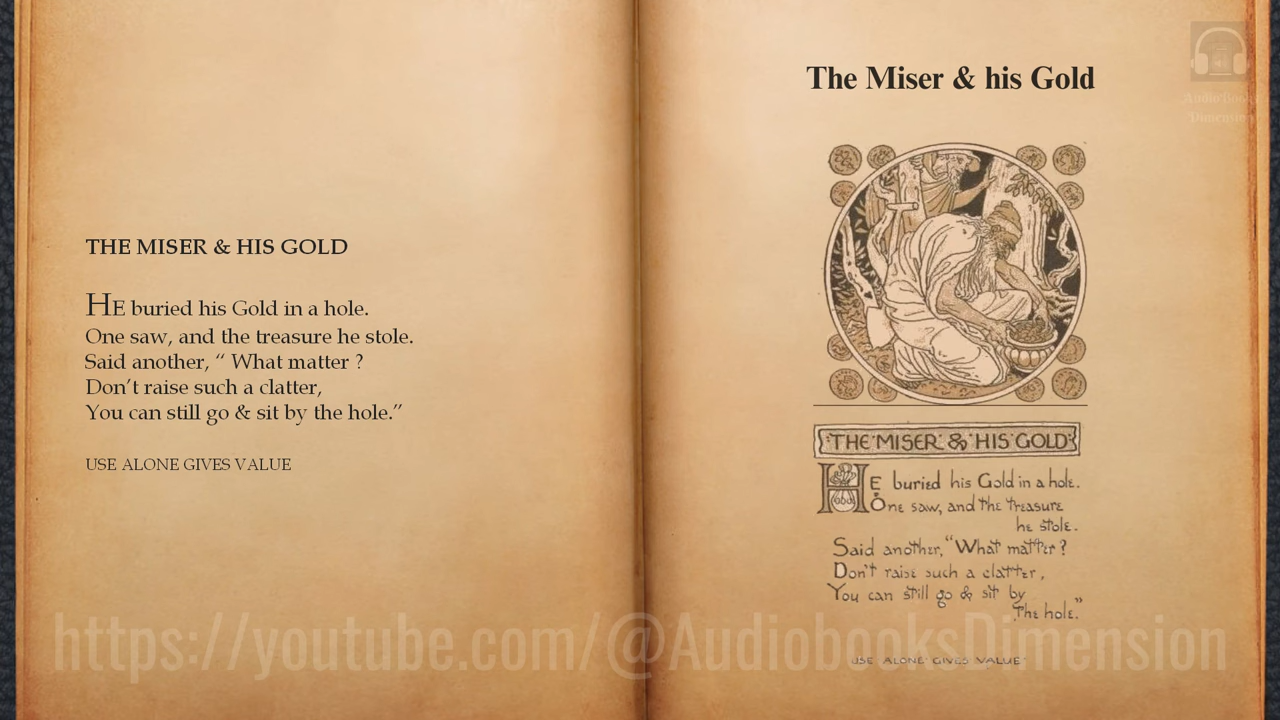 THE MISER & HIS GOLD
HE buried his Gold in a hole.
One saw, and the treasure he stole.
Said another, “ What matter ?
Don’t raise such a clatter,
You can still go & sit by the hole.”
USE ALONE GIVES VALUE
The Miser & his Gold
AudioBooks
Dimension
THE MISER & HIS GOLD
HE buried his Gold in a hole.
One saw, and the treasure
he stole.
Said another, “What matter?
Don't raise such a clatter,
You can still go & sit by
the hole.”
USE ALONE GIVES VALUE
https://youtube.com/@AudiobooksDimension